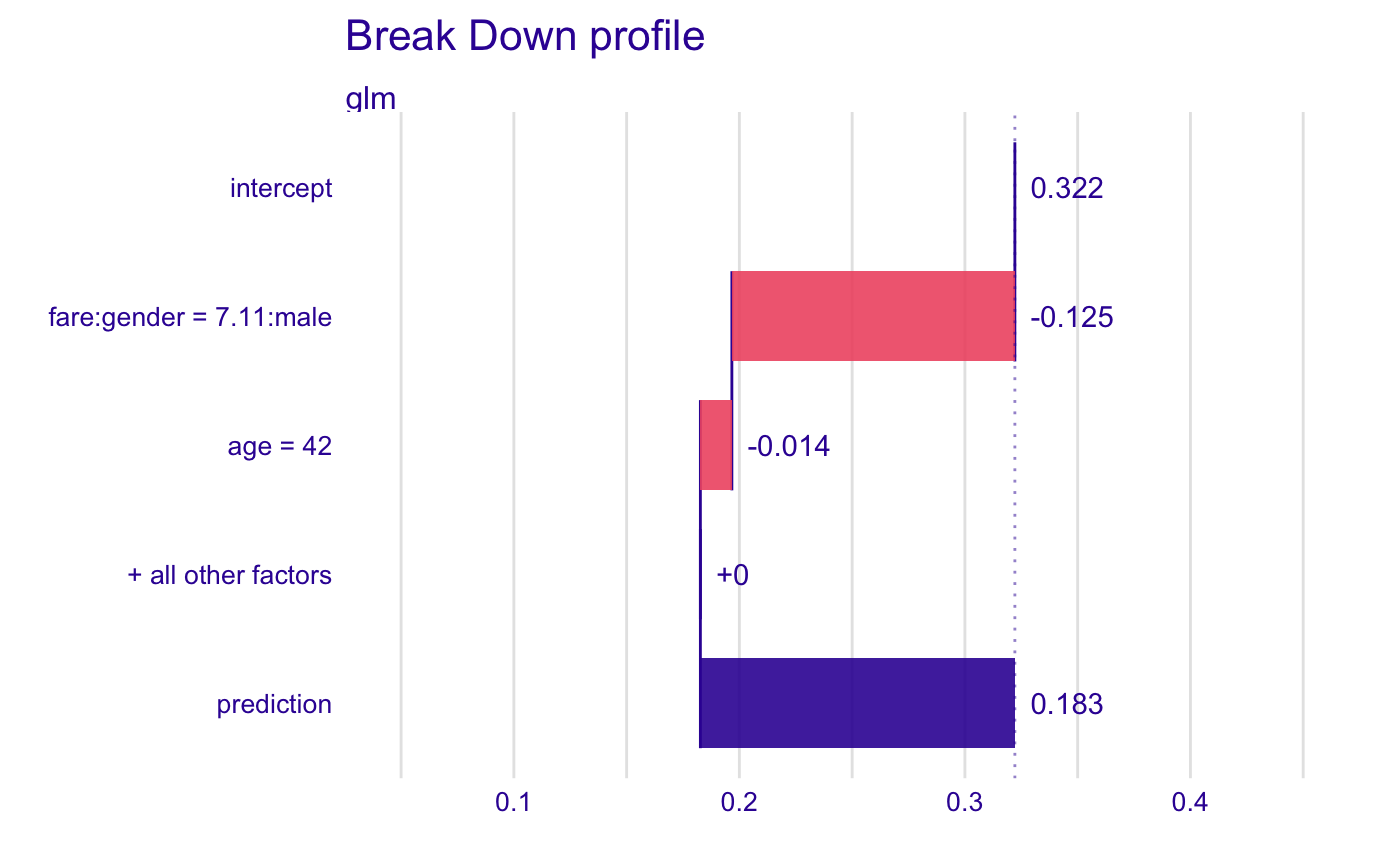 Break Down profile
glm
intercept
0.322
fare:gender = 7.11:male
-0.125
age = 42
-0.014
+ all other factors
+0
prediction
0.183
0.1
0.2
0.3
0.4